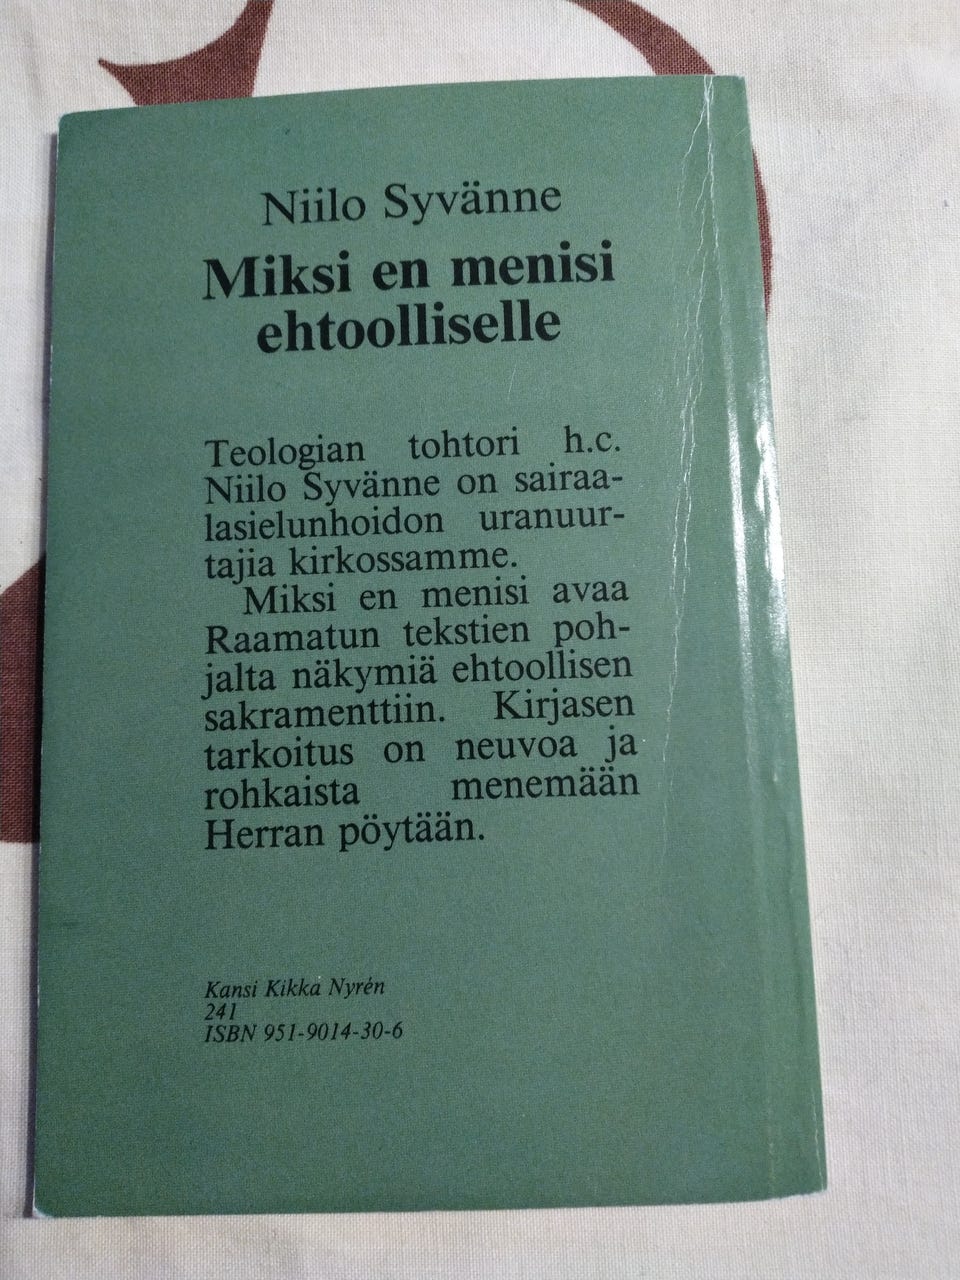 Niilo Syvänne
Miksi en menisi
ehtoolliselle
Teologian tohtori h.c.
Niilo Syvänne on sairaa-
lasielunhoidon uranuur-
tajia kirkossamme.
Miksi en menisi avaa
Raamatun tekstien poh-
jalta näkymiä ehtoollisen
sakramenttiin. Kirjasen
tarkoitus on neuvoa ja
rohkaista menemään
Herran pöytään.
Kansi Kikka Nyrén
241
ISBN 951-9014-30-6